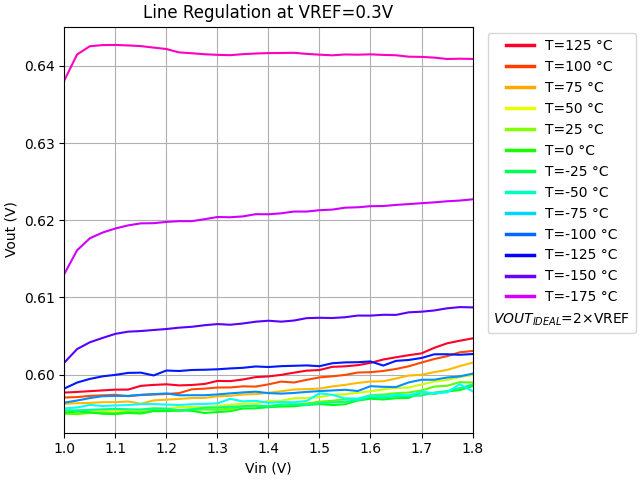 Line Regulation at VREF=0.3V
Vout (V)
0.64
0.63
0.62
0.61
0.60
1.0 1.1 1.2 1.3 1.4 1.5 1.6 1.7 1.8
Vin (V)
T=125 °C
T=100 °C
T=75 °C
T=50 °C
T=25 °C
T=0 °C
T=-25 °C
T=-50 °C
T=-75 °C
T=-100 °C
T=-125 °C
T=-150 °C
T=-175 °C
VOUT_IDEAL=2×VREF